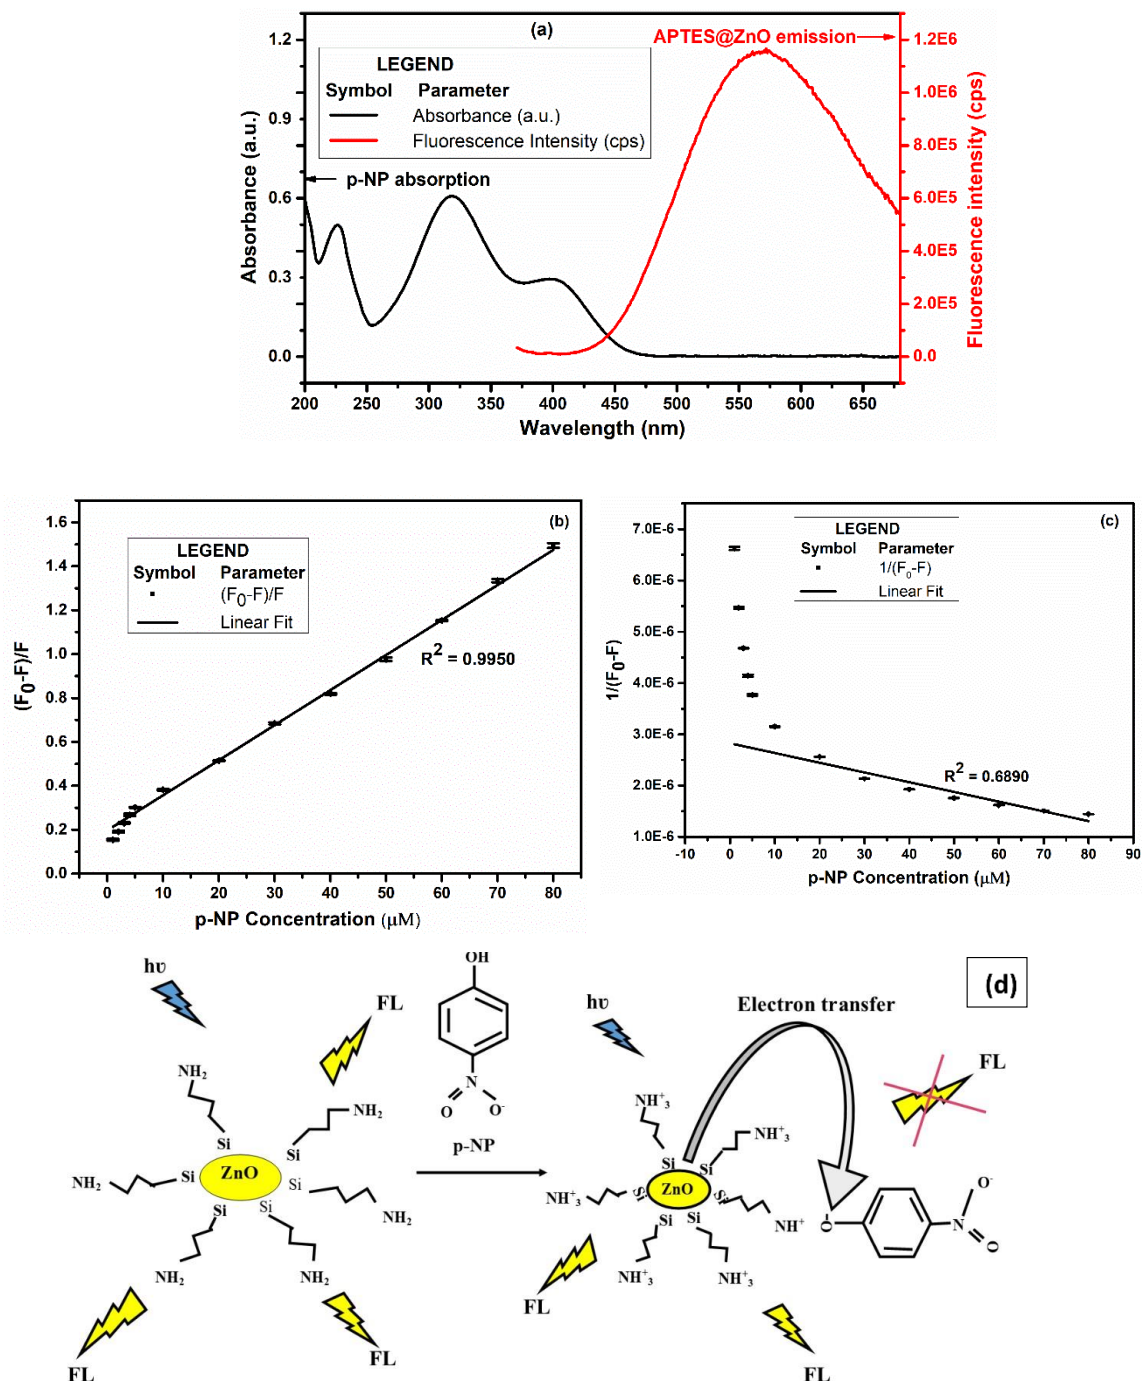 (a)
APTES@ZnO emission
LEGEND
Symbol Parameter
Absorbance (a.u.)
Fluorescence Intensity (cps)
p-NP absorption
Absorbance (a.u.)
1.2
0.9
0.6
0.3
0.0
1.2E6
1.0E6
8.0E5
6.0E5
4.0E5
2.0E5
0.0
Fluorescence intensity (cps)
200 250 300 350 400 450 500 550 600 650
Wavelength (nm)
(b)
LEGEND
Symbol Parameter
(F₀-F)/F
Linear Fit
R² = 0.9950
(F₀-F)/F
1.6
1.4
1.2
1.0
0.8
0.6
0.4
0.2
0.0
0 10 20 30 40 50 60 70 80
p-NP Concentration (μM)
(c)
LEGEND
Symbol Parameter
1/(F₀-F)
Linear Fit
R² = 0.6890
1/(F₀-F)
7.0E-6
6.0E-6
5.0E-6
4.0E-6
3.0E-6
2.0E-6
1.0E-6
-10 0 10 20 30 40 50 60 70 80 90
p-NP Concentration (μM)
(d)
hυ
FL
NH₂
NH₂
NH₂
NH₂
NH₂
NH₂
Si
Si
Si
Si
Si
Si
ZnO
FL
FL
OH
N
O
O⁻
p-NP
hυ
Electron transfer
FL
NH⁺₃
NH⁺₃
NH⁺₃
NH⁺
NH⁺₃
NH⁺₃
Si
Si
Si
Si
Si
Si
ZnO
O
N
O⁻
O
FL
FL